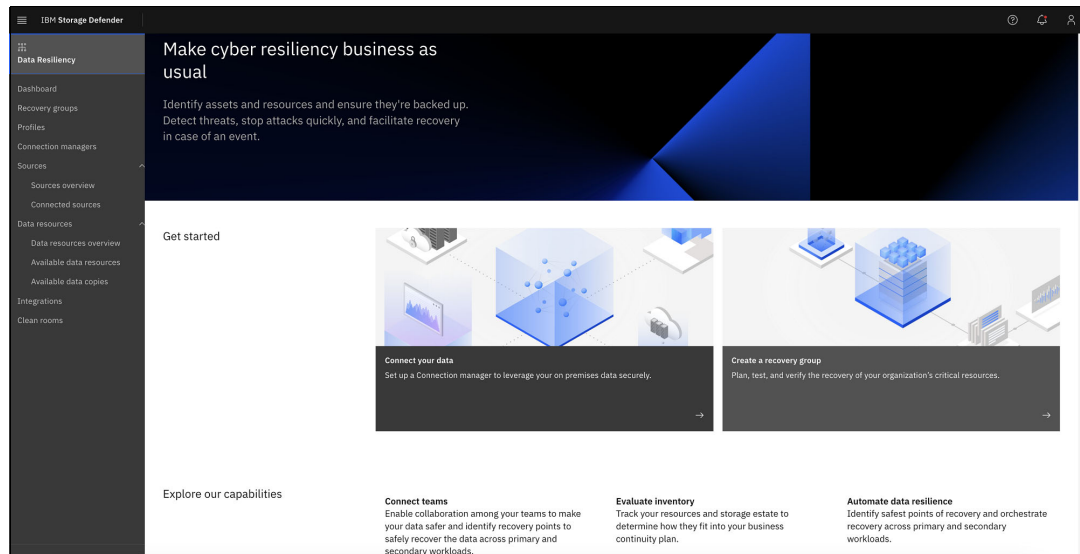 IBM Storage Defender
Data Resiliency
Dashboard
Recovery groups
Profiles
Connection managers
Sources
Sources overview
Connected sources
Data resources
Data resources overview
Available data resources
Available data copies
Integrations
Clean rooms
Make cyber resiliency business as
usual
Identify assets and resources and ensure they're backed up.
Detect threats, stop attacks quickly, and facilitate recovery
in case of an event.
Get started
Connect your data
Set up a Connection manager to leverage your on premises data securely.
Create a recovery group
Plan, test, and verify the recovery of your organization's critical resources.
Explore our capabilities
Connect teams
Enable collaboration among your teams to make
your data safer and identify recovery points to
safely recover the data across primary and
secondary workloads.
Evaluate inventory
Track your resources and storage estate to
determine how they fit into your business
continuity plan.
Automate data resilience
Identify safest points of recovery and orchestrate
recovery across primary and secondary
workloads.